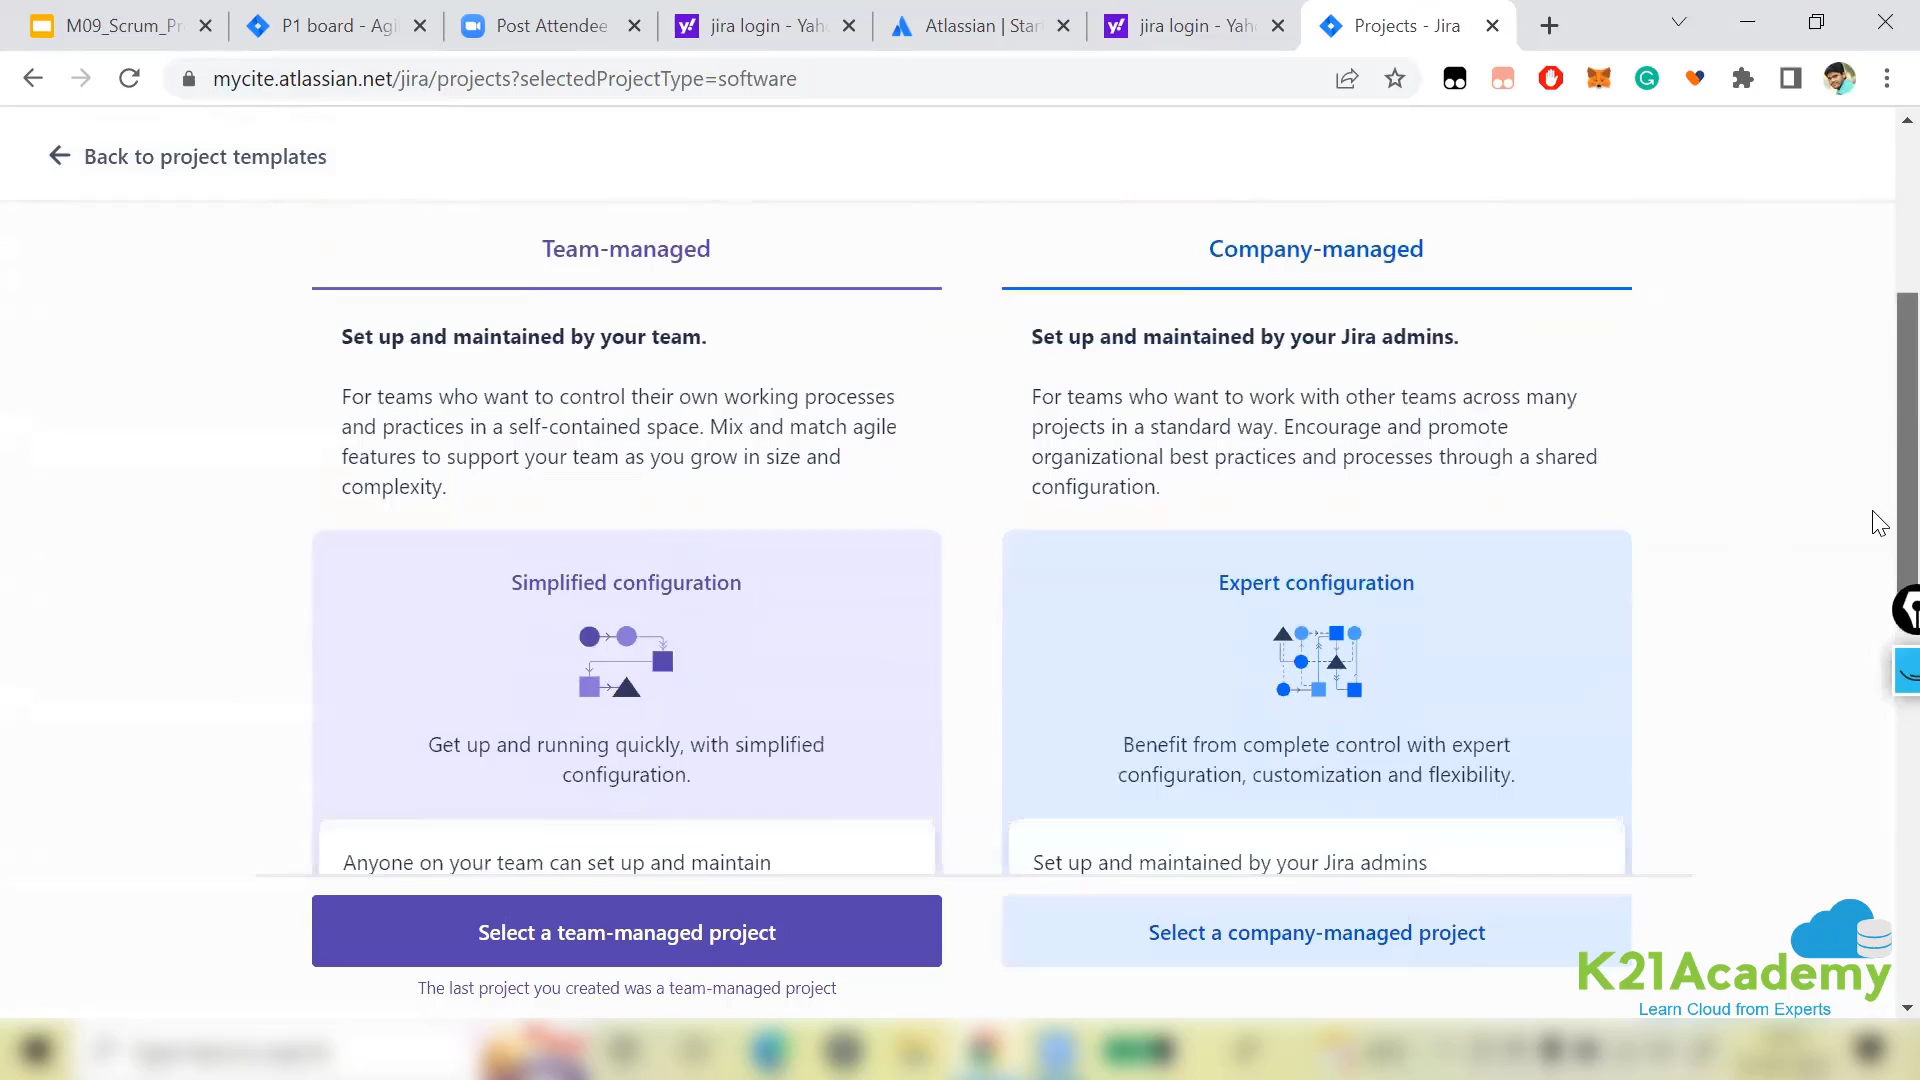 M09_Scrum_Pr
P1 board - Agi
Post Attendee
jira login - Yah
Atlassian | Star
jira login - Yah
Projects - Jira
mycite.atlassian.net/jira/projects?selectedProjectType=software
Back to project templates
Team-managed
Set up and maintained by your team.
For teams who want to control their own working processes
and practices in a self-contained space. Mix and match agile
features to support your team as you grow in size and
complexity.
Simplified configuration
Get up and running quickly, with simplified
configuration.
Anyone on your team can set up and maintain
Select a team-managed project
The last project you created was a team-managed project
Company-managed
Set up and maintained by your Jira admins.
For teams who want to work with other teams across many
projects in a standard way. Encourage and promote
organizational best practices and processes through a shared
configuration.
Expert configuration
Benefit from complete control with expert
configuration, customization and flexibility.
Set up and maintained by your Jira admins
Select a company-managed project
K21Academy
Learn Cloud from Experts